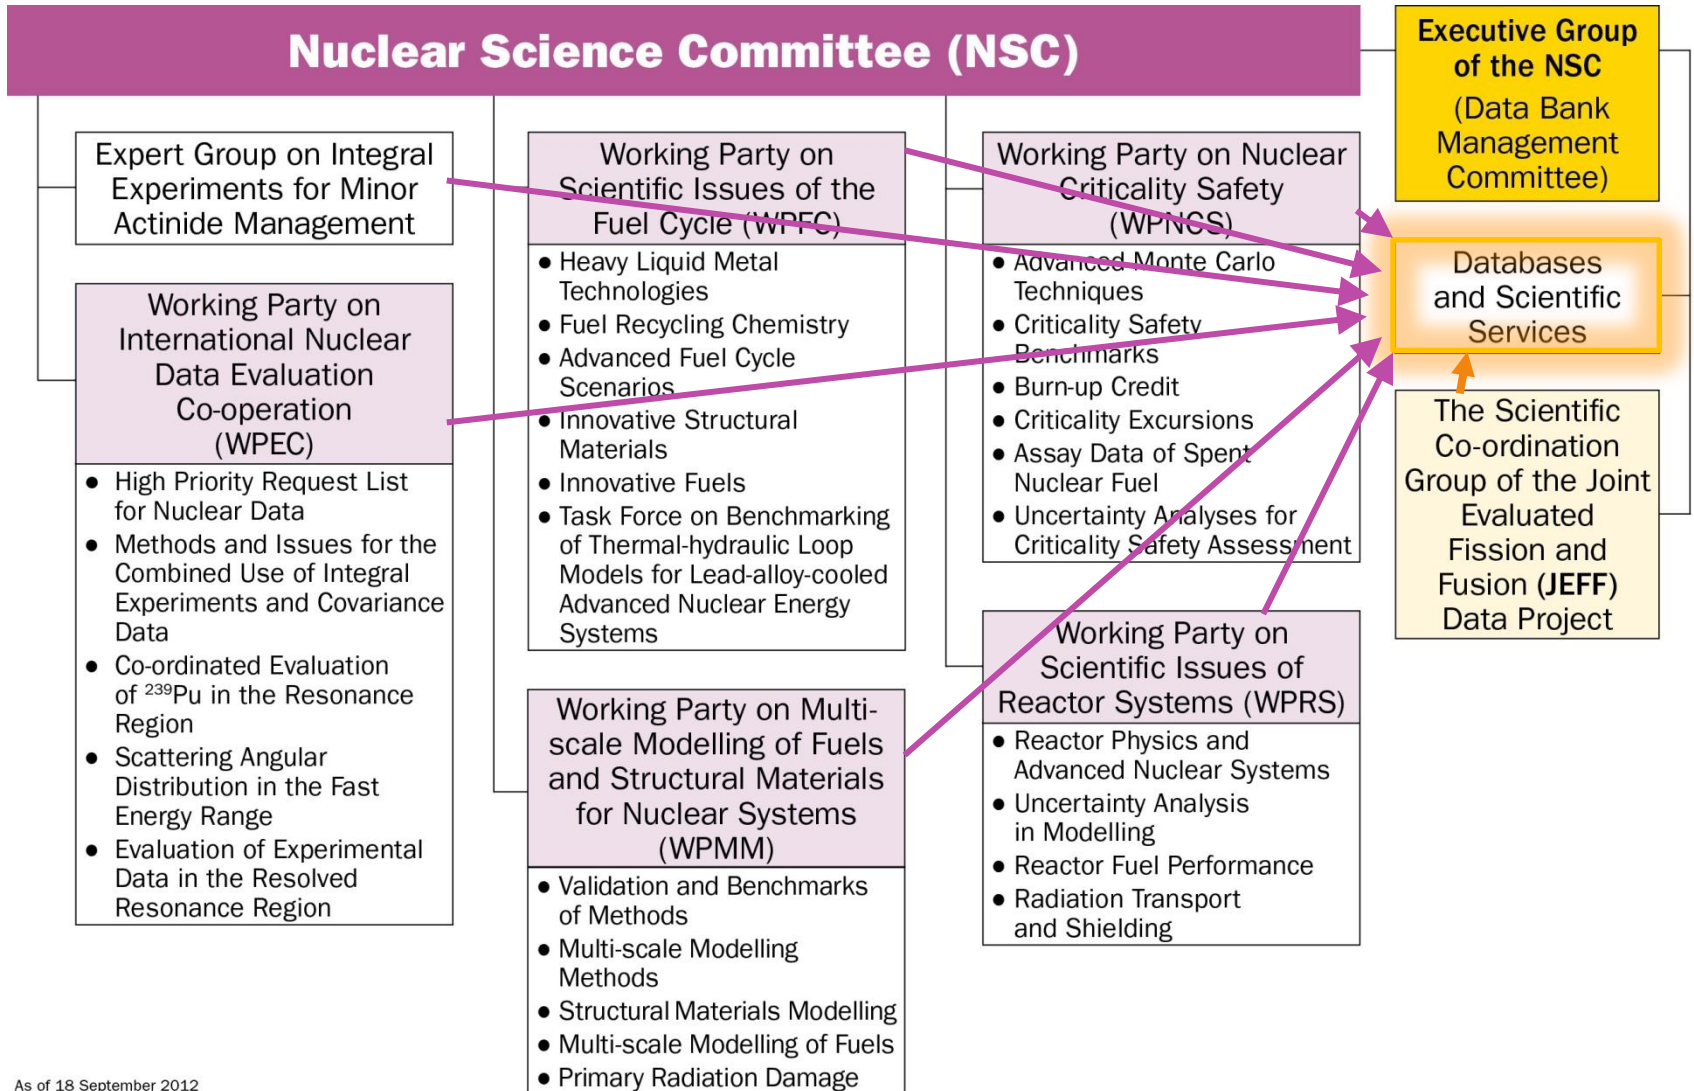 Nuclear Science Committee (NSC)
Executive Group
of the NSC
(Data Bank
Management
Committee)
Expert Group on Integral
Experiments for Minor
Actinide Management
Working Party on
International Nuclear
Data Evaluation
Co-operation
(WPEC)
● High Priority Request List
for Nuclear Data
● Methods and Issues for the
Combined Use of Integral
Experiments and Covariance
Data
● Co-ordinated Evaluation
of ²³⁹Pu in the Resonance
Region
● Scattering Angular
Distribution in the Fast
Energy Range
● Evaluation of Experimental
Data in the Resolved
Resonance Region
Working Party on
Scientific Issues of the
Fuel Cycle (WPFC)
● Heavy Liquid Metal
Technologies
● Fuel Recycling Chemistry
● Advanced Fuel Cycle
Scenarios
● Innovative Structural
Materials
● Innovative Fuels
● Task Force on Benchmarking
of Thermal-hydraulic Loop
Models for Lead-alloy-cooled
Advanced Nuclear Energy
Systems
Working Party on Multi-
scale Modelling of Fuels
and Structural Materials
for Nuclear Systems
(WPMM)
● Validation and Benchmarks
of Methods
● Multi-scale Modelling
Methods
● Structural Materials Modelling
● Multi-scale Modelling of Fuels
● Primary Radiation Damage
Working Party on Nuclear
Criticality Safety
(WPNCS)
● Advanced Monte Carlo
Techniques
● Criticality Safety
Benchmarks
● Burn-up Credit
● Criticality Excursions
● Assay Data of Spent
Nuclear Fuel
● Uncertainty Analyses for
Criticality Safety Assessment
Working Party on
Scientific Issues of
Reactor Systems (WPRS)
● Reactor Physics and
Advanced Nuclear Systems
● Uncertainty Analysis
in Modelling
● Reactor Fuel Performance
● Radiation Transport
and Shielding
Databases
and Scientific
Services
The Scientific
Co-ordination
Group of the Joint
Evaluated
Fission and
Fusion (JEFF)
Data Project
As of 18 September 2012